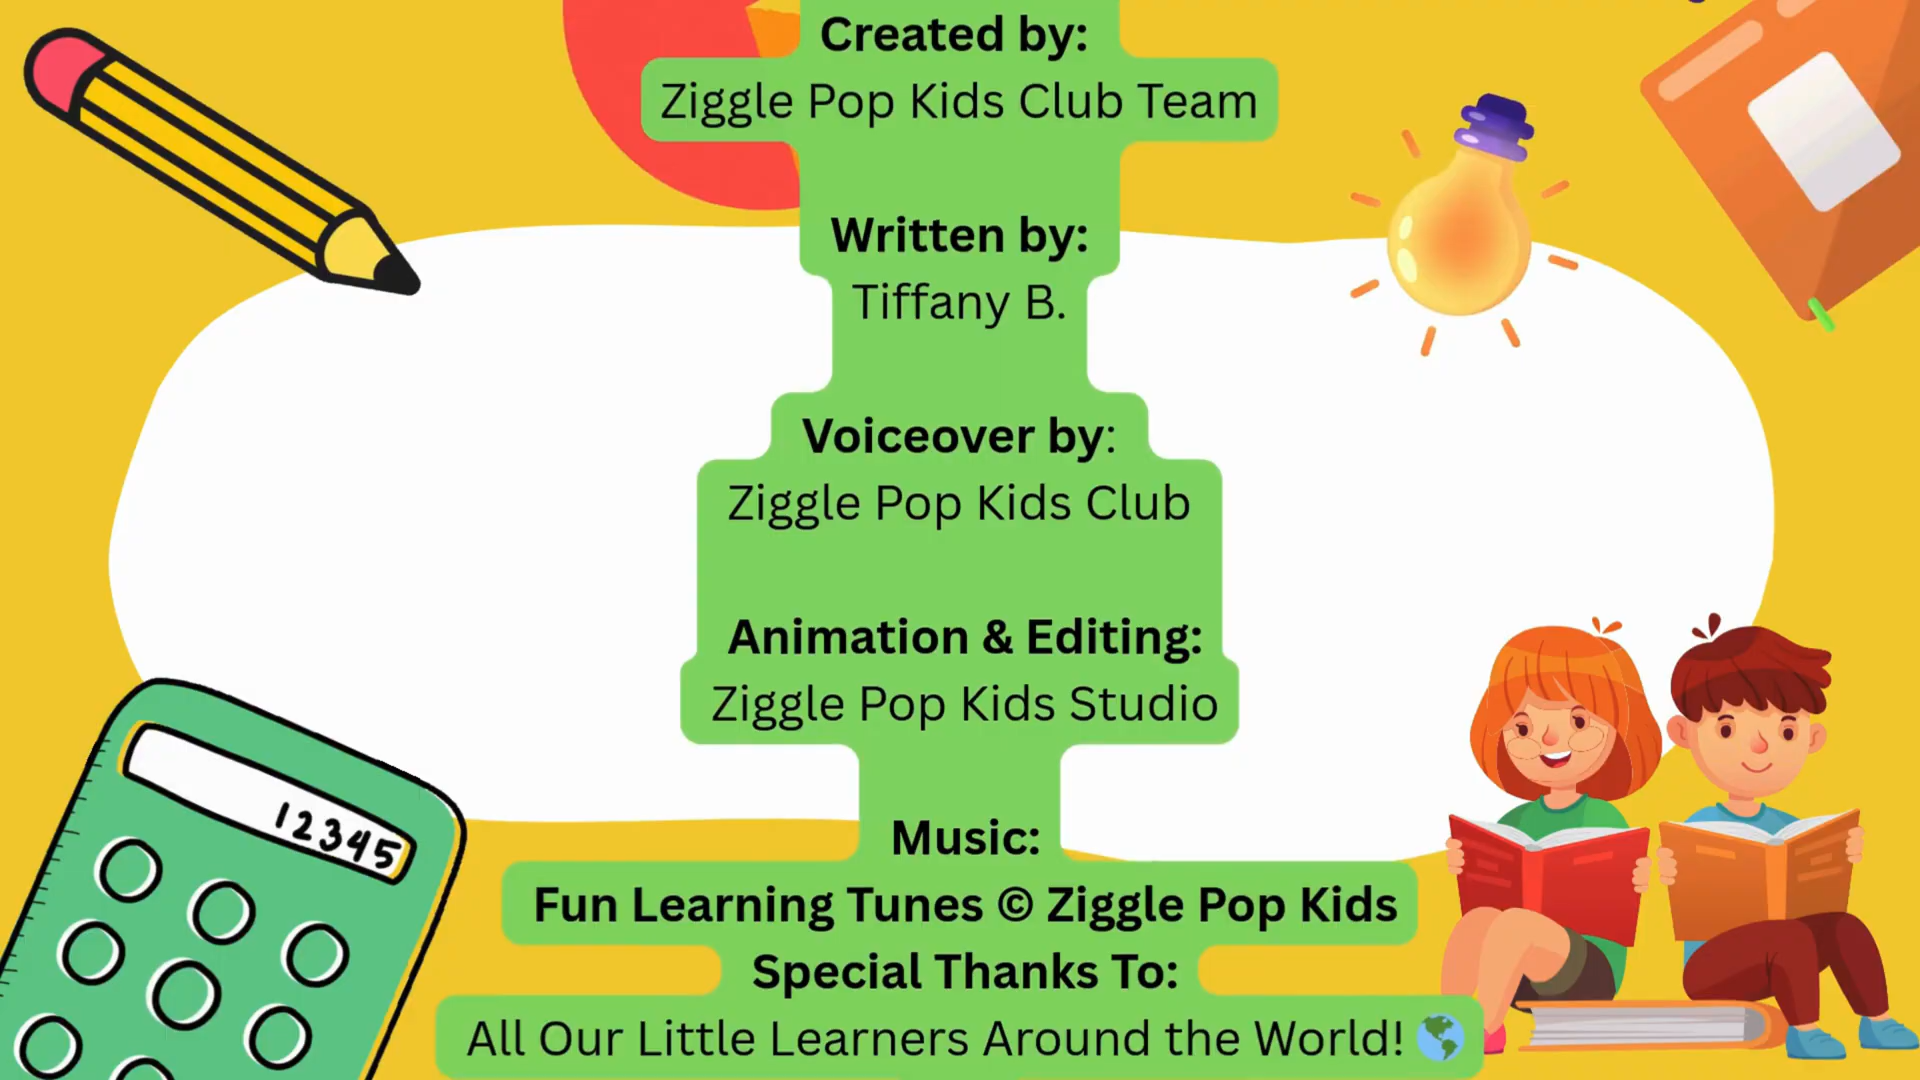 Created by:
Ziggle Pop Kids Club Team
Written by:
Tiffany B.
Voiceover by:
Ziggle Pop Kids Club
Animation & Editing:
Ziggle Pop Kids Studio
Music:
Fun Learning Tunes © Ziggle Pop Kids
Special Thanks To:
All Our Little Learners Around the World! 🌎
12345